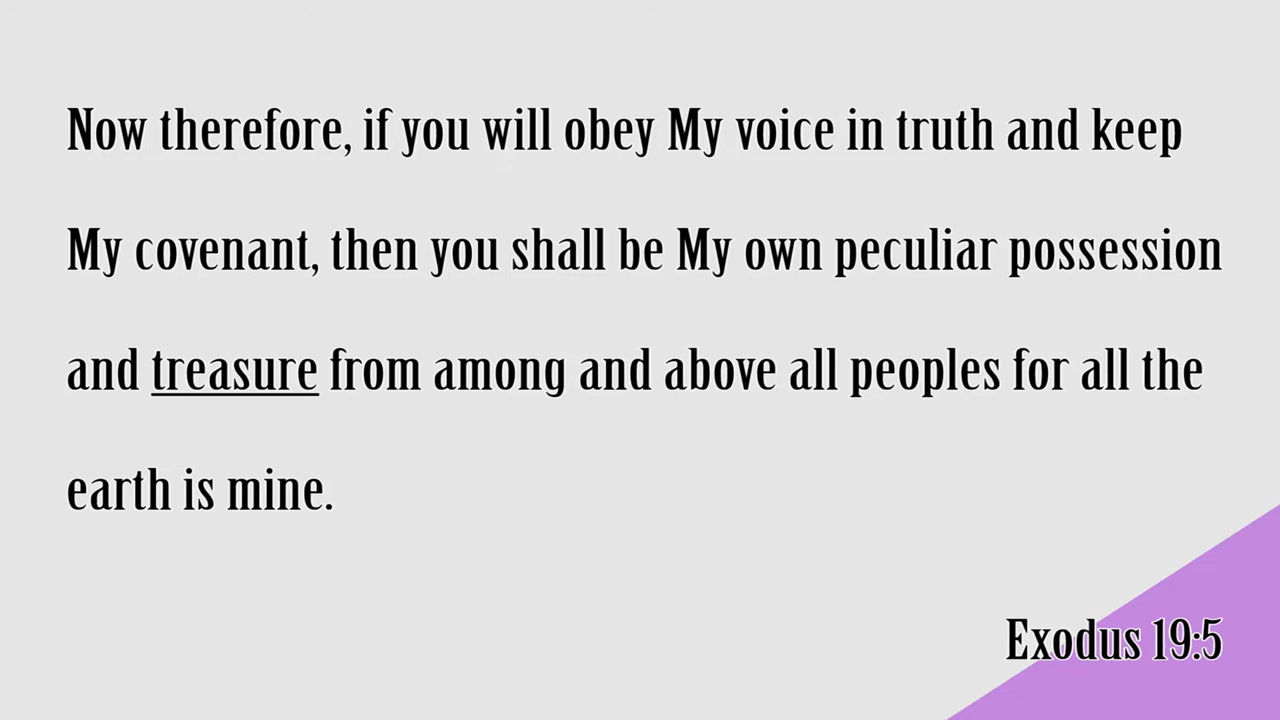 Now therefore, if you will obey My voice in truth and keep
My covenant, then you shall be My own peculiar possession
and treasure from among and above all peoples for all the
earth is mine.
Exodus 19:5